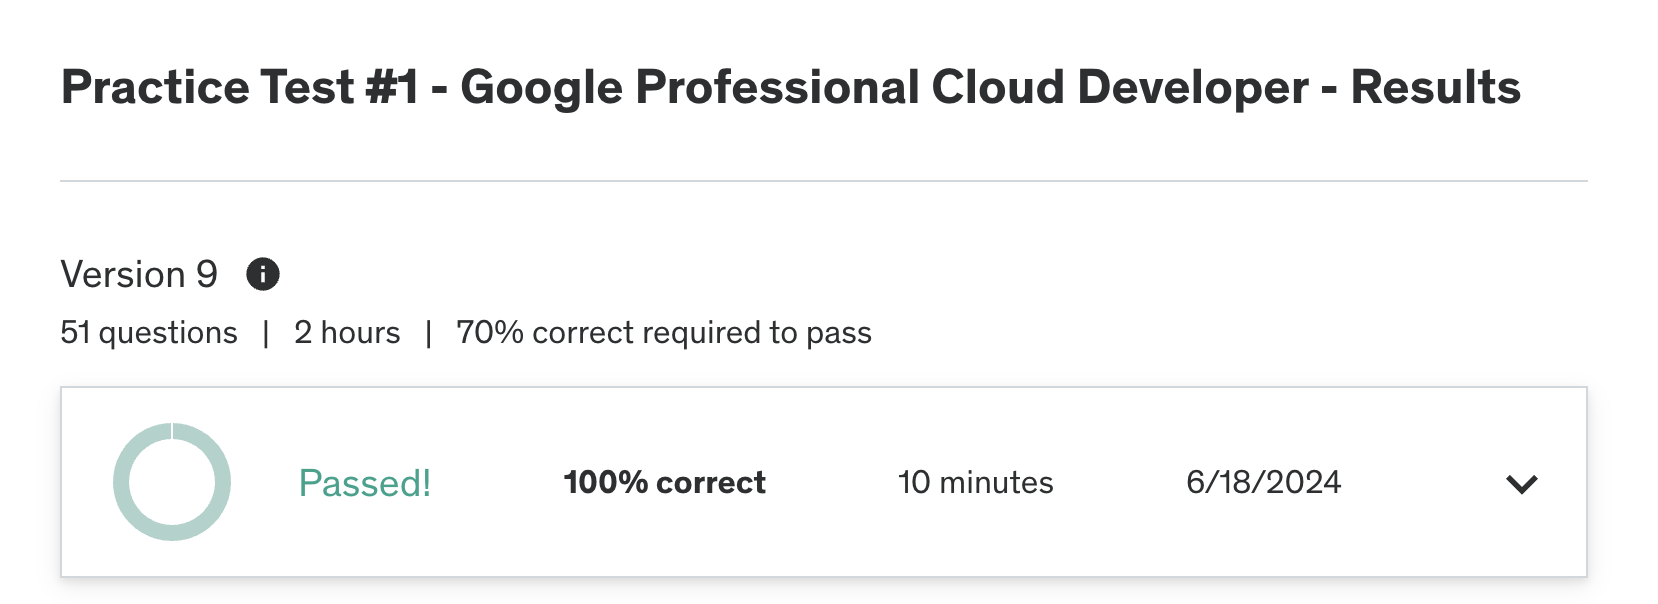 Practice Test #1 - Google Professional Cloud Developer - Results
Version 9
51 questions | 2 hours | 70% correct required to pass
Passed! 100% correct 10 minutes 6/18/2024